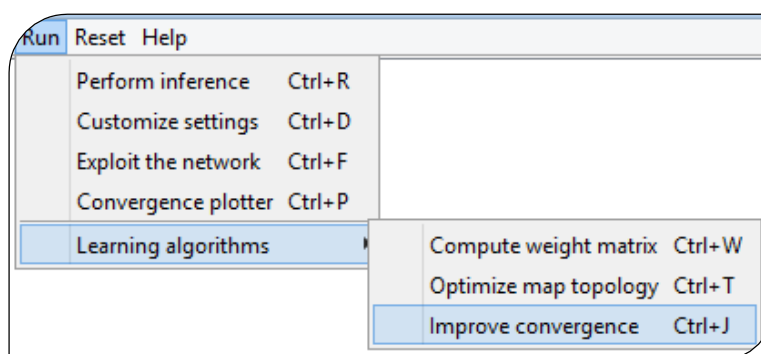 Run Reset Help
Perform inference Ctrl+R
Customize settings Ctrl+D
Exploit the network Ctrl+F
Convergence plotter Ctrl+P
Learning algorithms
Compute weight matrix Ctrl+W
Optimize map topology Ctrl+T
Improve convergence Ctrl+J